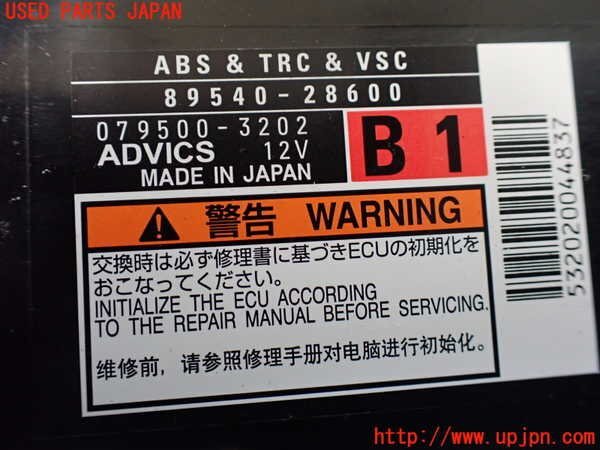 USED PARTS JAPAN
ABS & TRC & VSC
89540-28600
079500-3202
ADVICS 12V
MADE IN JAPAN
B1
532020044837
警告 WARNING
交換時は必ず修理書に基づきECUの初期化を
おこなってください。
INITIALIZE THE ECU ACCORDING
TO THE REPAIR MANUAL BEFORE SERVICING.
维修前，请参照修理手册对电脑进行初始化。
http://www.upjpn.com/